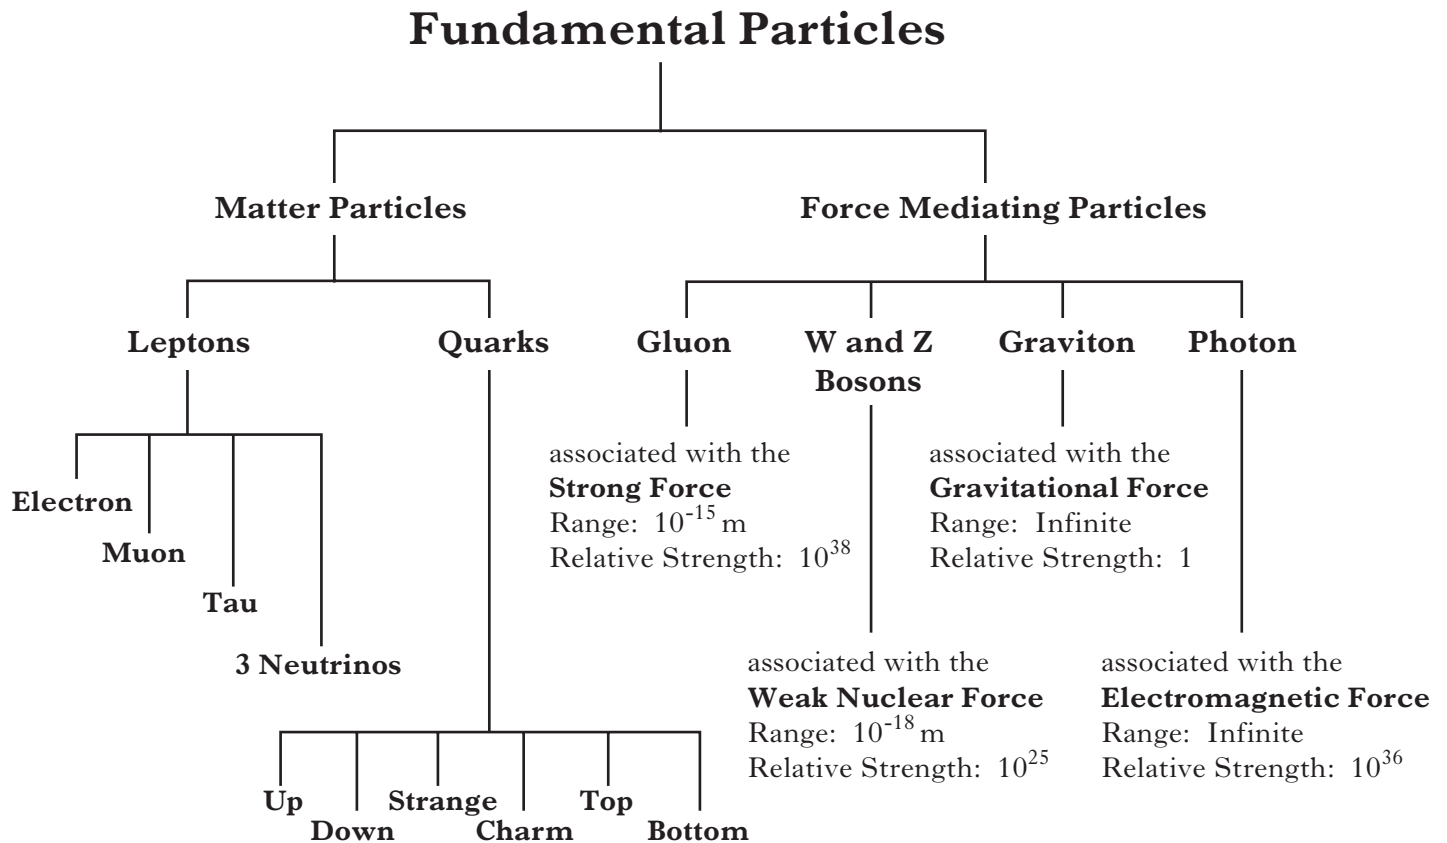 Fundamental Particles
Matter Particles
Force Mediating Particles
Leptons
Quarks
Gluon
W and Z
Bosons
Graviton
Photon
Electron
Muon
Tau
3 Neutrinos
Up
Down
Strange
Charm
Top
Bottom
associated with the
Strong Force
Range: 10⁻¹⁵ m
Relative Strength: 10³⁸
associated with the
Weak Nuclear Force
Range: 10⁻¹⁸ m
Relative Strength: 10²⁵
associated with the
Gravitational Force
Range: Infinite
Relative Strength: 1
associated with the
Electromagnetic Force
Range: Infinite
Relative Strength: 10³⁶